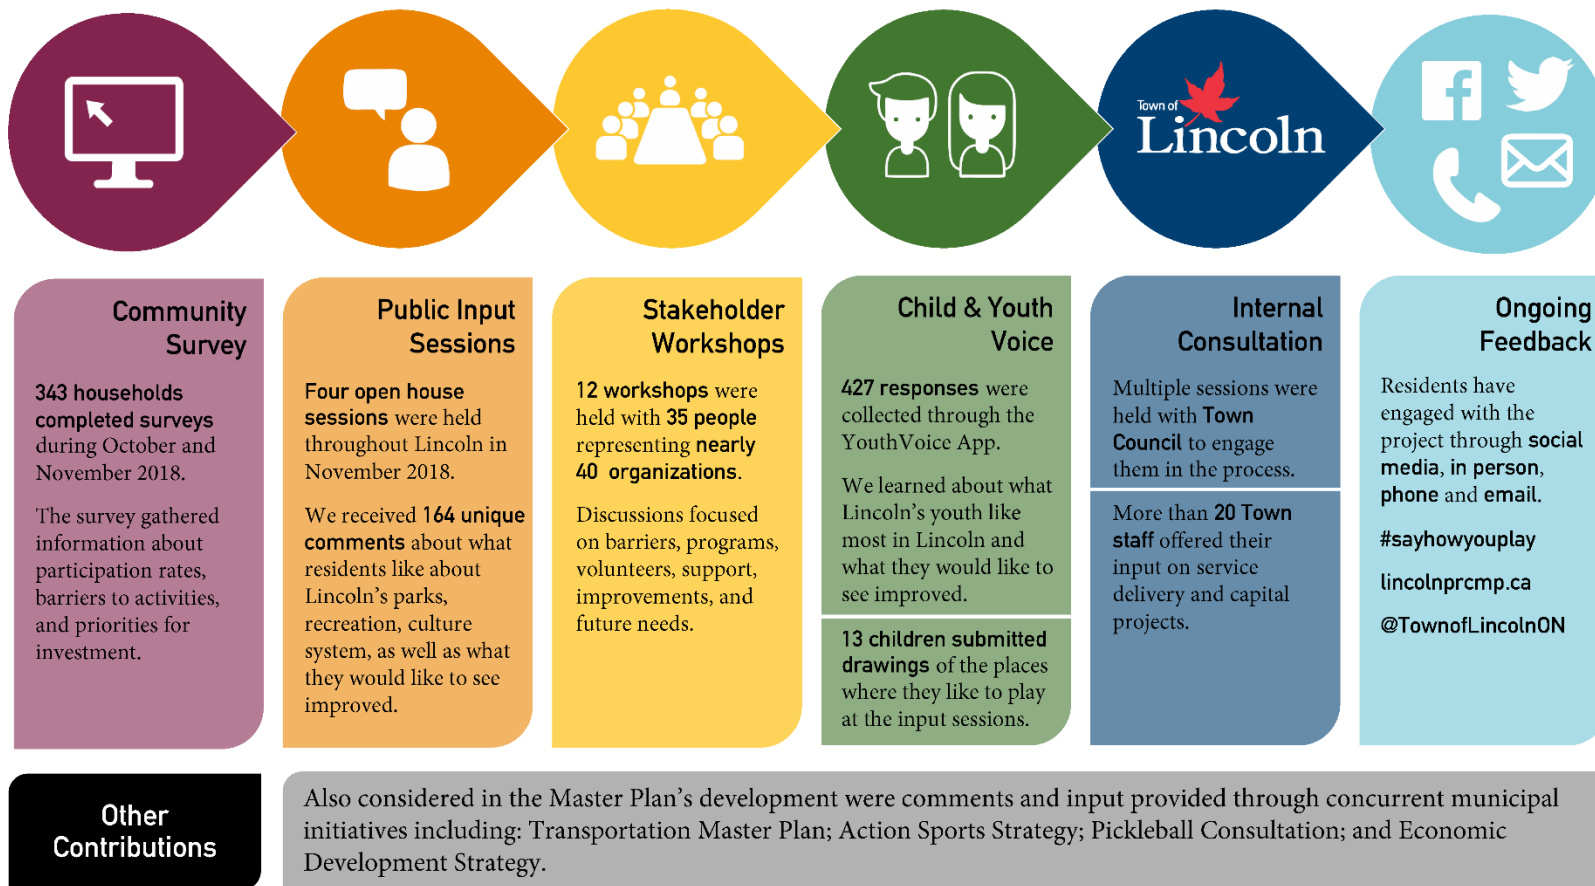 Town of
Lincoln
Community
Survey
343 households
completed surveys
during October and
November 2018.
The survey gathered
information about
participation rates,
barriers to activities,
and priorities for
investment.
Public Input
Sessions
Four open house
sessions were held
throughout Lincoln in
November 2018.
We received 164 unique
comments about what
residents like about
Lincoln’s parks,
recreation, culture
system, as well as what
they would like to see
improved.
Stakeholder
Workshops
12 workshops were
held with 35 people
representing nearly
40 organizations.
Discussions focused
on barriers, programs,
volunteers, support,
improvements, and
future needs.
Child & Youth
Voice
427 responses were
collected through the
YouthVoice App.
We learned about what
Lincoln’s youth like
most in Lincoln and
what they would like to
see improved.
13 children submitted
drawings of the places
where they like to play
at the input sessions.
Internal
Consultation
Multiple sessions were
held with Town
Council to engage
them in the process.
More than 20 Town
staff offered their
input on service
delivery and capital
projects.
Ongoing
Feedback
Residents have
engaged with the
project through social
media, in person,
phone and email.
#sayhowyouplay
lincolnprcmp.ca
@TownofLincolnON
Other
Contributions
Also considered in the Master Plan’s development were comments and input provided through concurrent municipal
initiatives including: Transportation Master Plan; Action Sports Strategy; Pickleball Consultation; and Economic
Development Strategy.